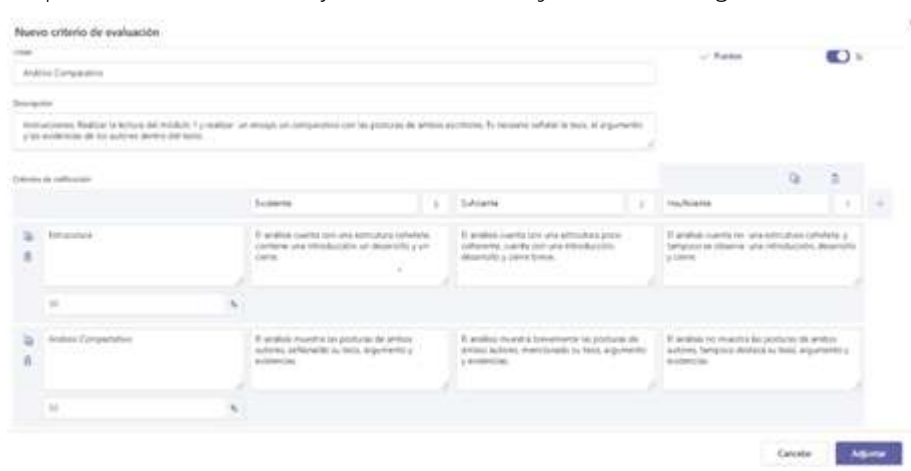 Nuevo criterio de evaluación
Puntos
Sí
Análisis Comparativo
Descripción
Instrucciones: Realizar la lectura del módulo 1 y realizar un ensayo un comparativo con las posturas de ambos escritores. Es necesario señalar la tesis, el argumento
y las evidencias de los autores dentro del texto.
Criterios de calificación
Excelente
Suficiente
Insuficiente
Estructura
El análisis cuenta con una estructura coherente,
contiene una introducción un desarrollo y un
cierre.
El análisis cuenta con una estructura poco
coherente, cuenta con una introducción,
desarrollo y cierre breve.
El análisis cuenta no una estructura coherente, y
tampoco se observa una introducción, desarrollo
y cierre.
50
%
Análisis Comparativo
El análisis muestra las posturas de ambos
autores, señalando su tesis, argumento y
evidencias.
El análisis muestra brevemente las posturas de
ambos autores, mencionado su tesis, argumento
y evidencias.
El análisis no muestra las posturas de ambos
autores, tampoco destaca su tesis, argumento y
evidencias.
50
%
Cancelar
Adjuntar